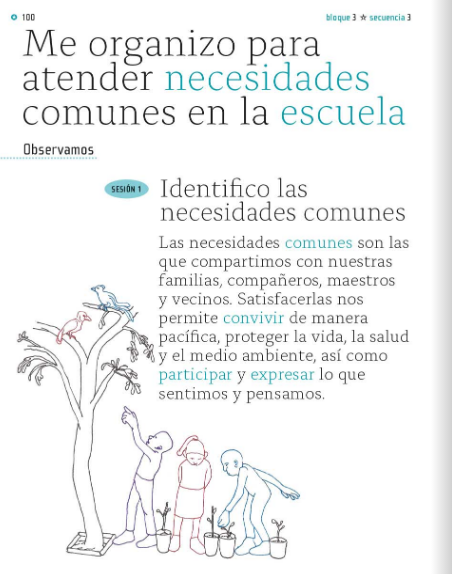 100
bloque 3 ☆ secuencia 3
Me organizo para
atender necesidades
comunes en la escuela
Observamos
SESIÓN 1
Identifico las
necesidades comunes
Las necesidades comunes son las
que compartimos con nuestras
familias, compañeros, maestros
y vecinos. Satisfacerlas nos
permite convivir de manera
pacífica, proteger la vida, la salud
y el medio ambiente, así como
participar y expresar lo que
sentimos y pensamos.